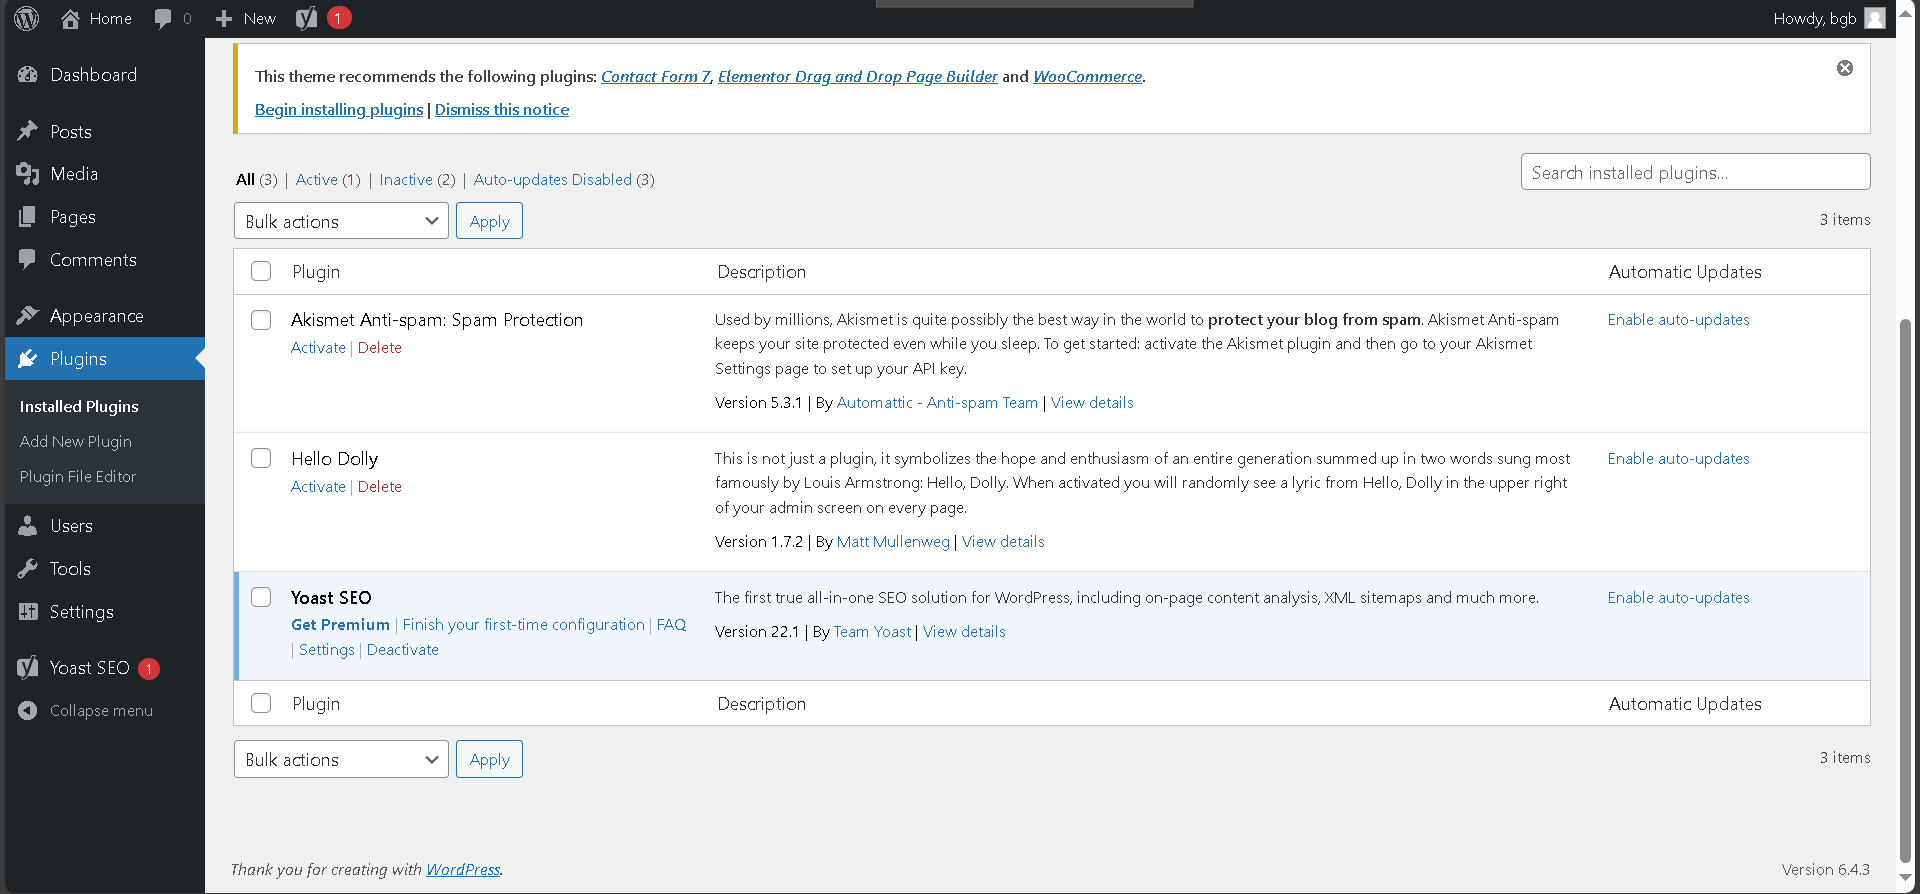 Home 0 New 1 Howdy, bgb
Dashboard
Posts
Media
Pages
Comments
Appearance
Plugins
Installed Plugins
Add New Plugin
Plugin File Editor
Users
Tools
Settings
Yoast SEO 1
Collapse menu
This theme recommends the following plugins: Contact Form 7, Elementor Drag and Drop Page Builder and WooCommerce.
Begin installing plugins | Dismiss this notice
All (3) | Active (1) | Inactive (2) | Auto-updates Disabled (3)
Search installed plugins...
Bulk actions Apply
3 items
Plugin Description Automatic Updates
Akismet Anti-spam: Spam Protection
Activate | Delete
Used by millions, Akismet is quite possibly the best way in the world to protect your blog from spam. Akismet Anti-spam
keeps your site protected even while you sleep. To get started: activate the Akismet plugin and then go to your Akismet
Settings page to set up your API key.
Version 5.3.1 | By Automattic - Anti-spam Team | View details
Enable auto-updates
Hello Dolly
Activate | Delete
This is not just a plugin, it symbolizes the hope and enthusiasm of an entire generation summed up in two words sung most
famously by Louis Armstrong: Hello, Dolly. When activated you will randomly see a lyric from Hello, Dolly in the upper right
of your admin screen on every page.
Version 1.7.2 | By Matt Mullenweg | View details
Enable auto-updates
Yoast SEO
Get Premium | Finish your first-time configuration | FAQ
| Settings | Deactivate
The first true all-in-one SEO solution for WordPress, including on-page content analysis, XML sitemaps and much more.
Version 22.1 | By Team Yoast | View details
Enable auto-updates
Plugin Description Automatic Updates
Bulk actions Apply
3 items
Thank you for creating with WordPress.
Version 6.4.3